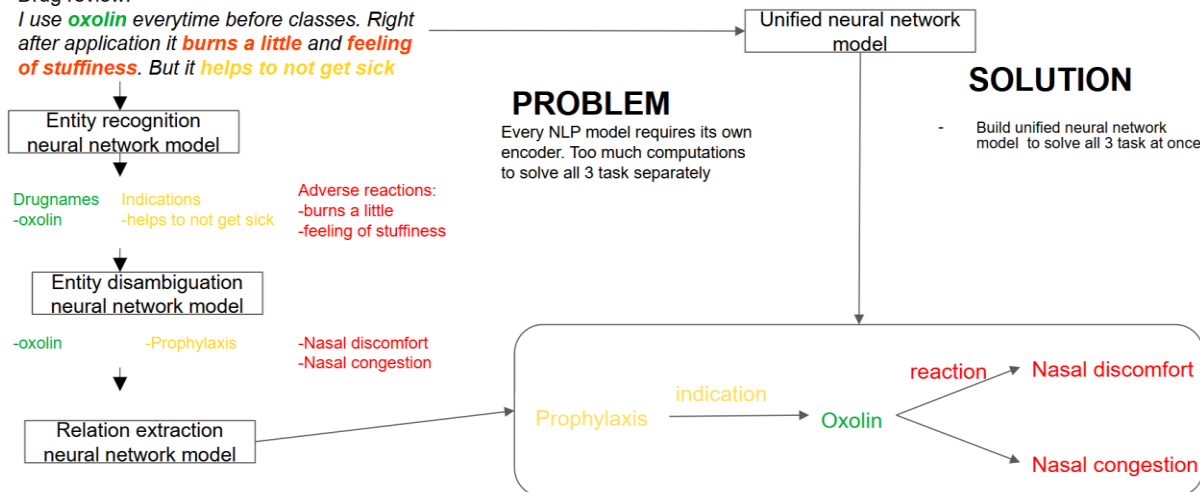 Drug review:
I use oxolin everytime before classes. Right
after application it burns a little and feeling
of stuffiness. But it helps to not get sick
Unified neural network
model
PROBLEM
Every NLP model requires its own
encoder. Too much computations
to solve all 3 task separately
SOLUTION
- Build unified neural network
model to solve all 3 task at once
Entity recognition
neural network model
Drugnames
-oxolin
Indications
-helps to not get sick
Adverse reactions:
-burns a little
-feeling of stuffiness
Entity disambiguation
neural network model
-oxolin
-Prophylaxis
-Nasal discomfort
-Nasal congestion
Relation extraction
neural network model
Prophylaxis
indication
Oxolin
reaction
Nasal discomfort
Nasal congestion